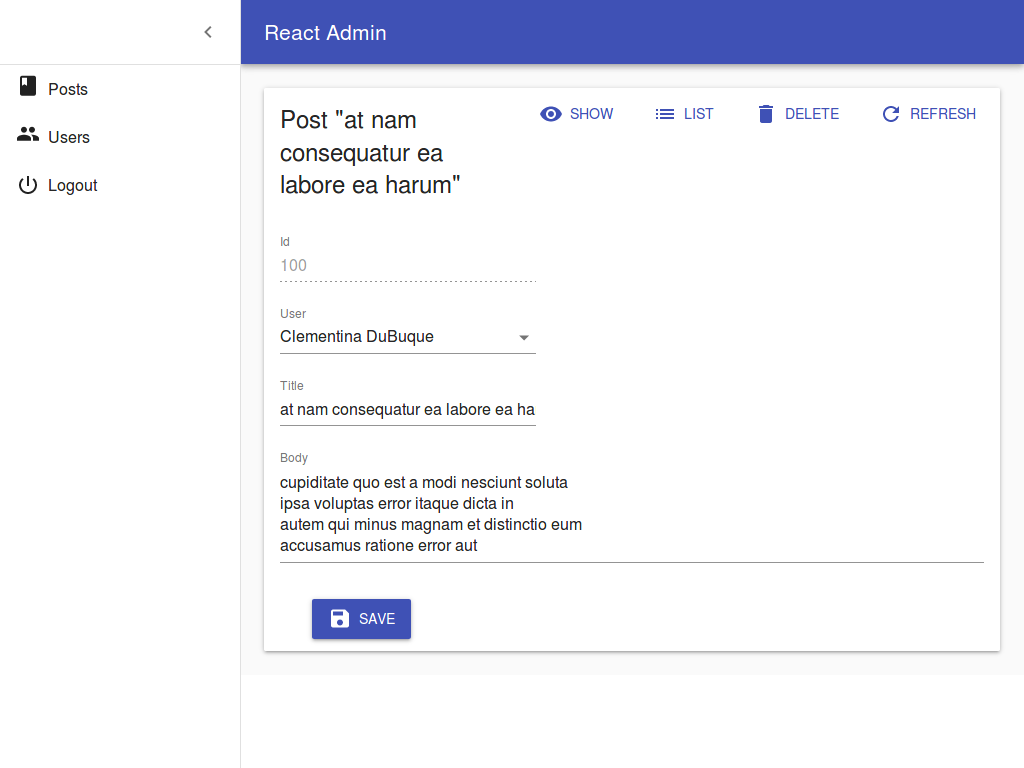 React Admin
Posts
Users
Logout
Post "at nam
consequatur ea
labore ea harum"
SHOW
LIST
DELETE
REFRESH
Id
100
User
Clementina DuBuque
Title
at nam consequatur ea labore ea ha
Body
cupiditate quo est a modi nesciunt soluta
ipsa voluptas error itaque dicta in
autem qui minus magnam et distinctio eum
accusamus ratione error aut
SAVE